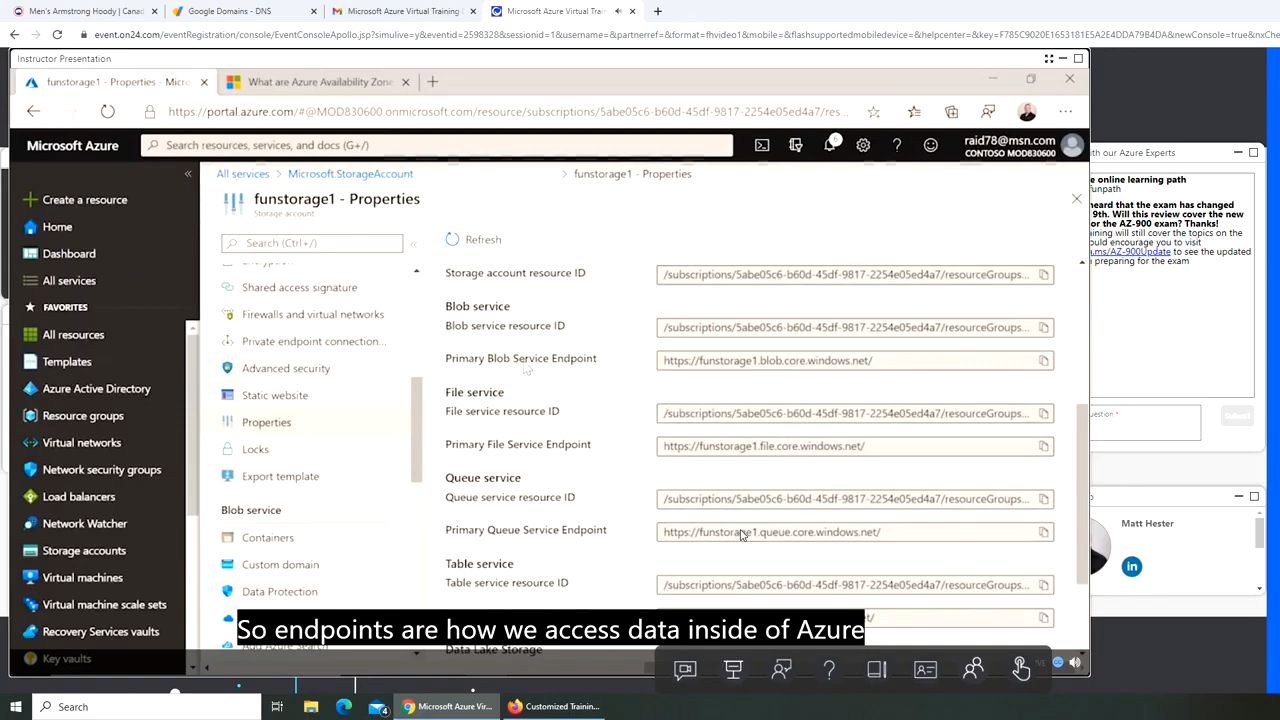 Men's Armstrong Hoody | Canad
Google Domains - DNS
Microsoft Azure Virtual Training
Microsoft Azure Virtual Train
event.on24.com/eventRegistration/console/EventConsoleApollo.jsp?simulive=y&eventid=2598328&sessionid=1&username=&partnerref=&format=fhvideo1&mobile=&flashsupportedmobiledevice=&helpcenter=&key=F785C9020E1653181E5A2E4DDA79B4DA&newConsole=true&nxChe
Instructor Presentation
funstorage1 - Properties - Micro
What are Azure Availability Zone
https://portal.azure.com/#@MOD830600.onmicrosoft.com/resource/subscriptions/5abe05c6-b60d-45df-9817-2254e05ed4a7/res...
Microsoft Azure
Search resources, services, and docs (G+/)
6
raid78@msn.com
CONTOSO MOD830600
Create a resource
Home
Dashboard
All services
FAVORITES
All resources
Templates
Azure Active Directory
Resource groups
Virtual networks
Network security groups
Load balancers
Network Watcher
Storage accounts
Virtual machines
Virtual machine scale sets
Recovery Services vaults
Key vaults
All services
Microsoft.StorageAccount
funstorage1 - Properties
funstorage1 - Properties
Storage account
Search (Ctrl+/)
Shared access signature
Firewalls and virtual networks
Private endpoint connection...
Advanced security
Static website
Properties
Locks
Export template
Blob service
Containers
Custom domain
Data Protection
Refresh
Storage account resource ID
/subscriptions/5abe05c6-b60d-45df-9817-2254e05ed4a7/resourceGroups...
Blob service
Blob service resource ID
/subscriptions/5abe05c6-b60d-45df-9817-2254e05ed4a7/resourceGroups...
Primary Blob Service Endpoint
https://funstorage1.blob.core.windows.net/
File service
File service resource ID
/subscriptions/5abe05c6-b60d-45df-9817-2254e05ed4a7/resourceGroups...
Primary File Service Endpoint
https://funstorage1.file.core.windows.net/
Queue service
Queue service resource ID
/subscriptions/5abe05c6-b60d-45df-9817-2254e05ed4a7/resourceGroups...
Primary Queue Service Endpoint
https://funstorage1.queue.core.windows.net/
Table service
Table service resource ID
/subscriptions/5abe05c6-b60d-45df-9817-2254e05ed4a7/resourceGroups...
So endpoints are how we access data inside of Azure
Data Lake Storage
with our Azure Experts
e online learning path
funpath
heard that the exam has changed
9th. Will this review cover the new
or the AZ-900 exam? Thanks!
ining will still cover the topics on the
ould encourage you to visit
a.ms/AZ-900Update to see the updated
n preparing for the exam
uestion *
Submit
Matt Hester
in
Search
Microsoft Azure Vir...
Customized Trainin...